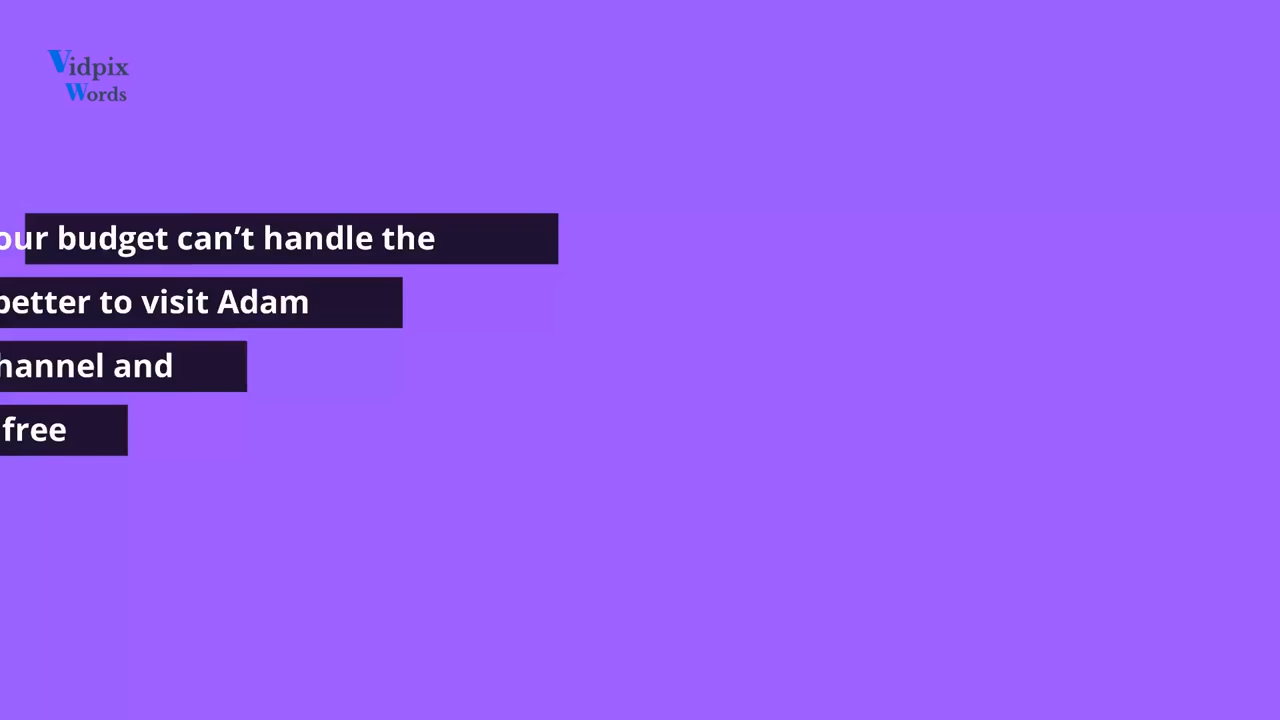 Vidpix
Words
our budget can’t handle the
better to visit Adam
hannel and
free